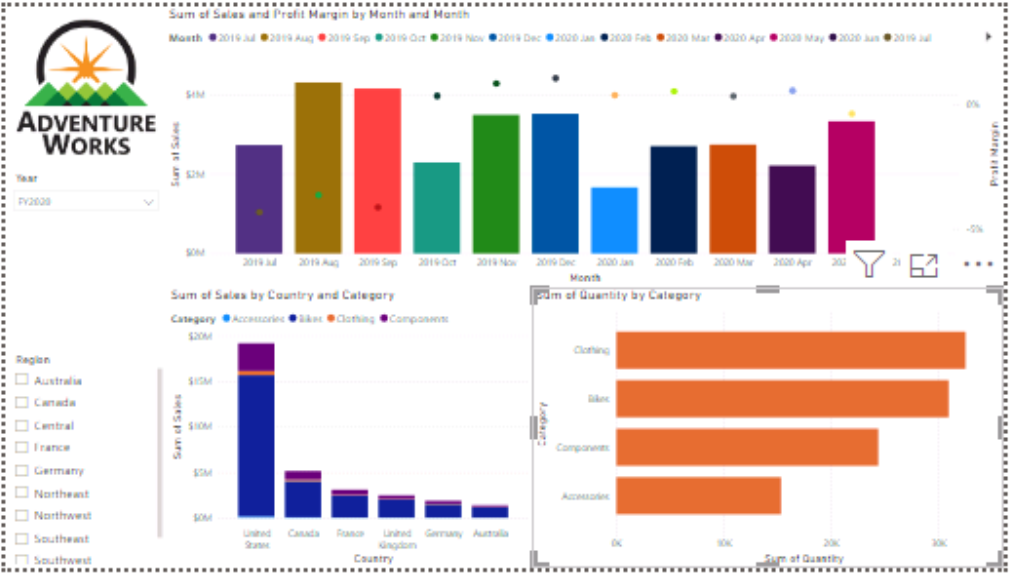 Sum of Sales and Profit Margin by Month and Month
Month 2019 Jul 2019 Aug 2019 Sep 2019 Oct 2019 Nov 2019 Dec 2020 Jan 2020 Feb 2020 Mar 2020 Apr 2020 May 2020 Jun 2019 Jul
ADVENTURE
WORKS
Year
FY2020
$4M
$2M
$0M
Sum of Sales
0%
-5%
Profit Margin
2019 Jul 2019 Aug 2019 Sep 2019 Oct 2019 Nov 2019 Dec 2020 Jan 2020 Feb 2020 Mar 2020 Apr
Month
Sum of Sales by Country and Category
Category Accessories Bikes Clothing Components
$20M
$15M
$10M
$5M
$0M
Sum of Sales
United States Canada France United Kingdom Germany Australia
Country
Sum of Quantity by Category
Category
Clothing
Bikes
Components
Accessories
0K 10K 20K 30K
Sum of Quantity
Region
Australia
Canada
Central
France
Germany
Northeast
Northwest
Southeast
Southwest